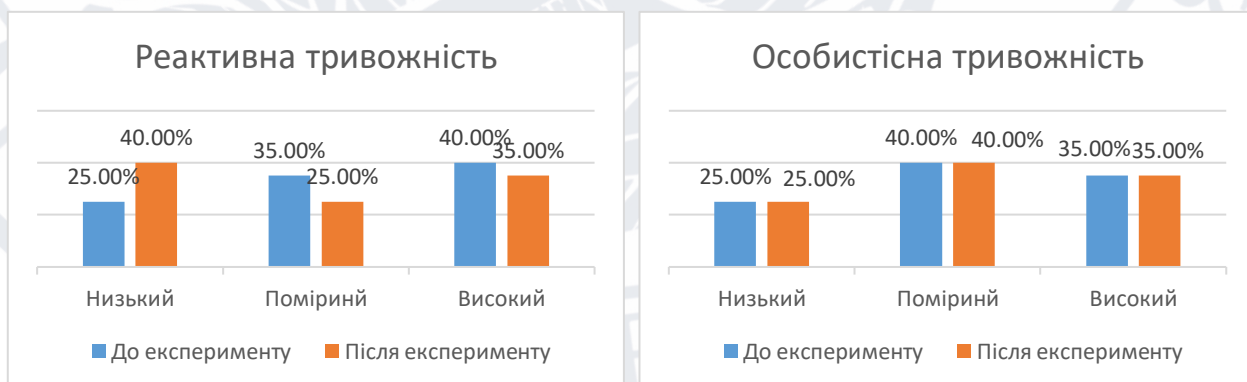 Реактивна тривожність
40.00%
40.00%
35.00%
35.00%
25.00%
25.00%
Низький
Поміринй
Високий
До експерименту
Після експерименту
Особистісна тривожність
40.00%
40.00%
35.00%
35.00%
25.00%
25.00%
Низький
Поміринй
Високий
До експерименту
Після експерименту